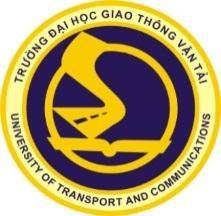 TRƯỜNG ĐẠI HỌC GIAO THÔNG VẬN TẢI
UNIVERSITY OF TRANSPORT AND COMMUNICATIONS